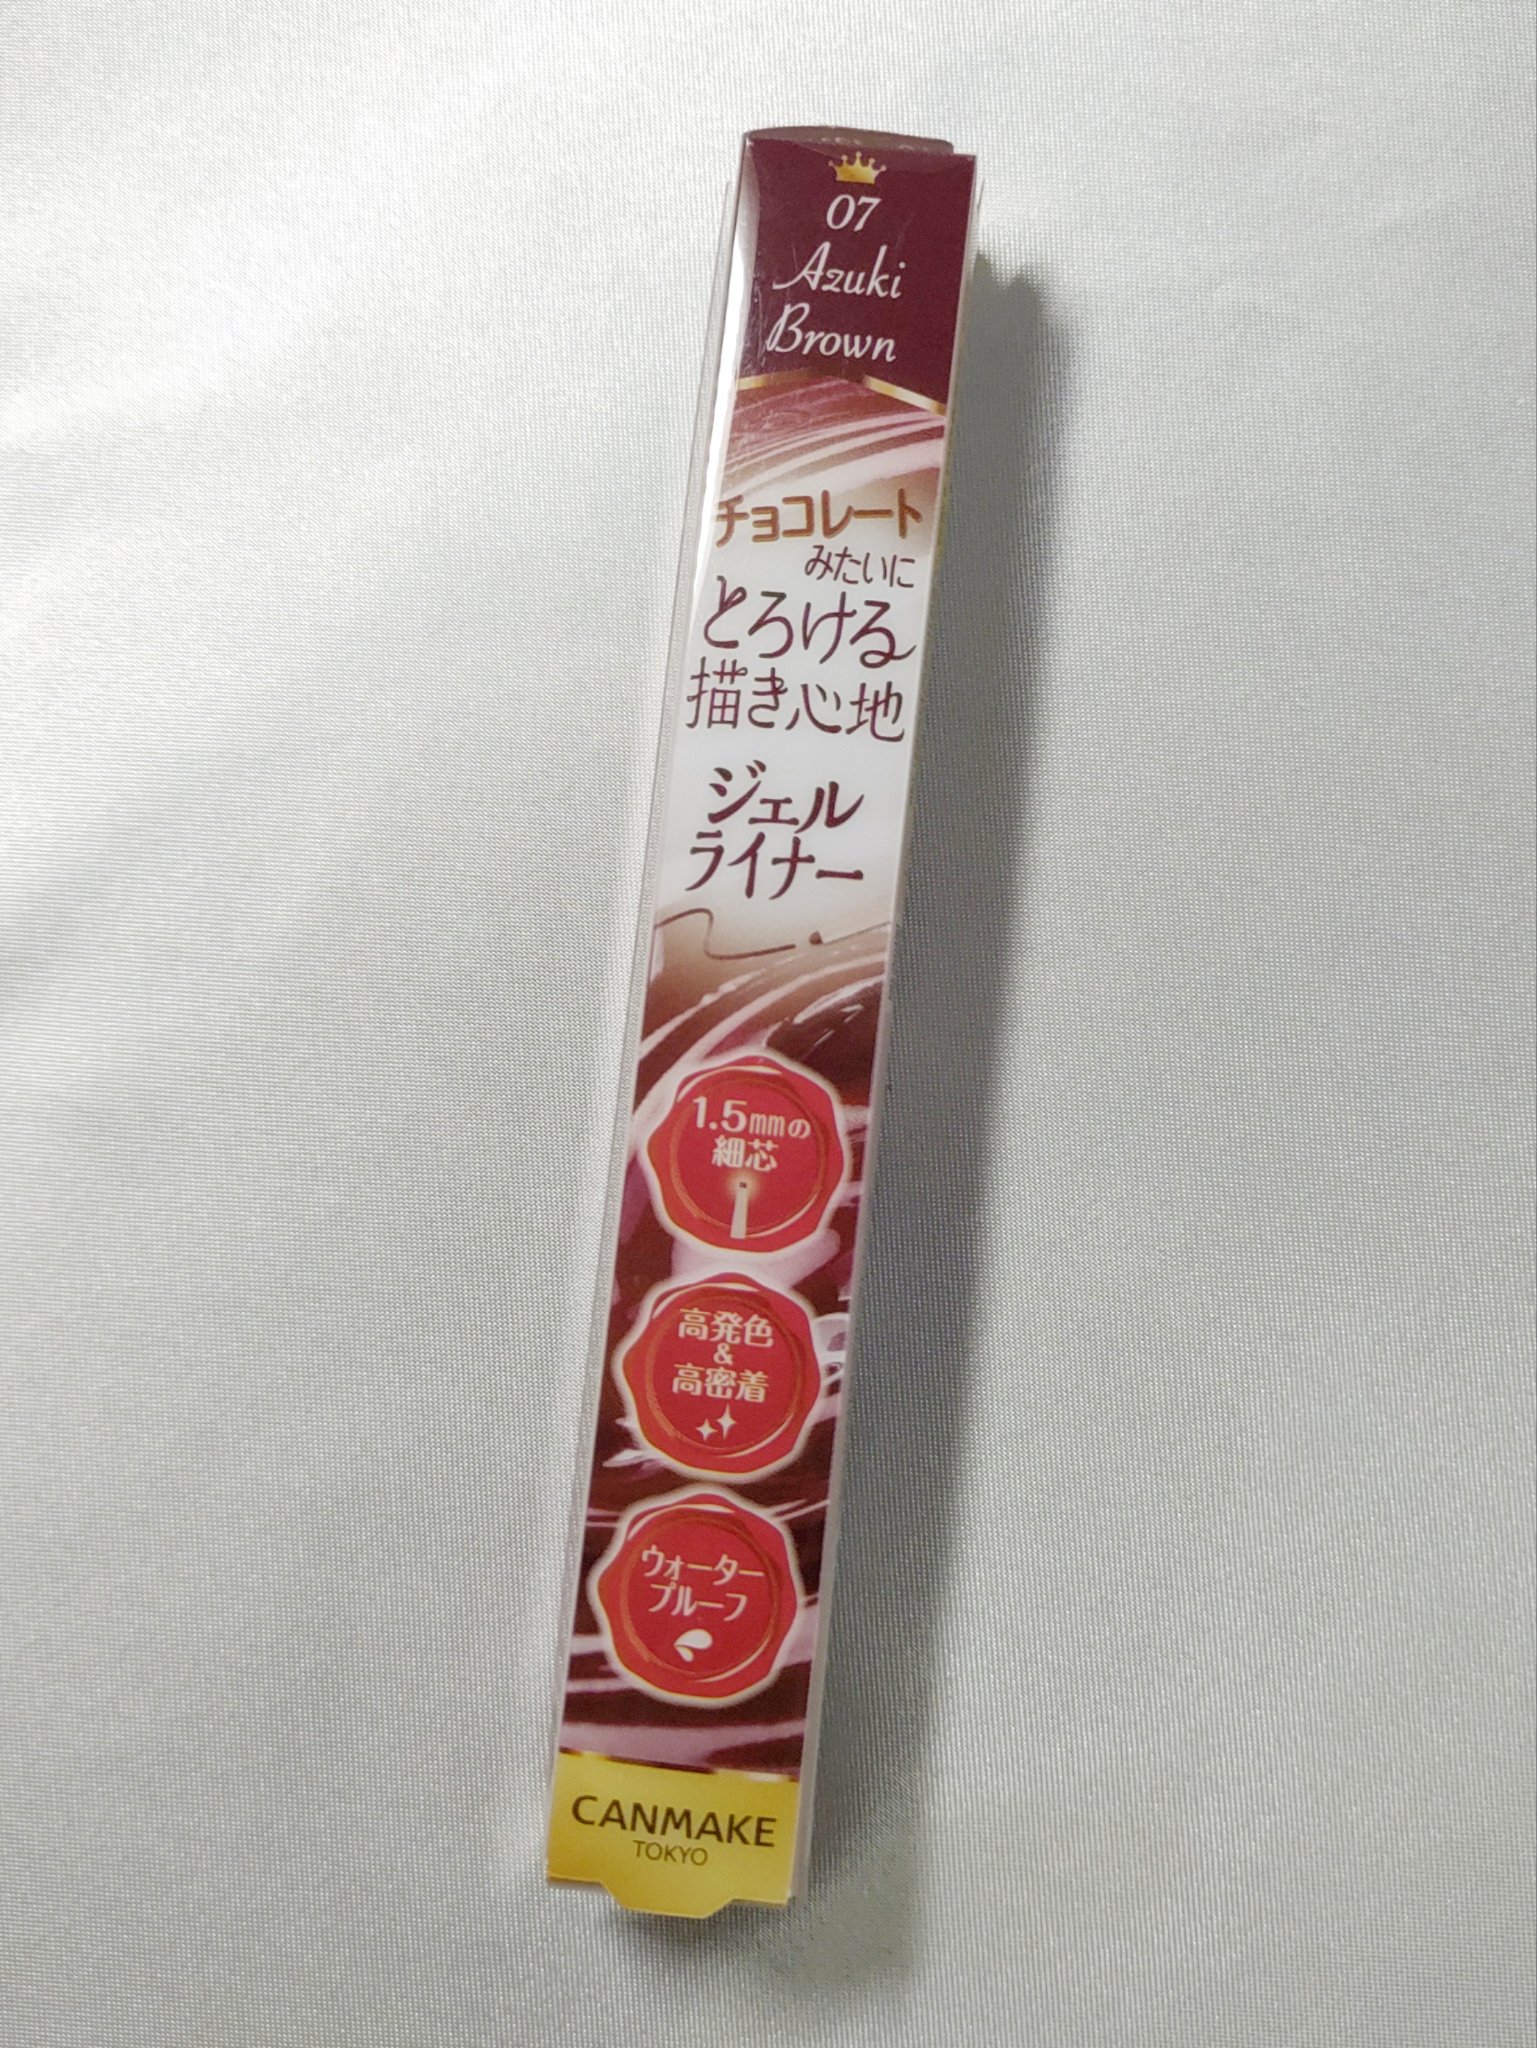 07
Azuki
Brown
チョコレート
みたいに
とろける
描き心地
ジェル
ライナー
1.5mmの
細芯
高発色
&
高密着
ウォーター
プルーフ
CANMAKE
TOKYO